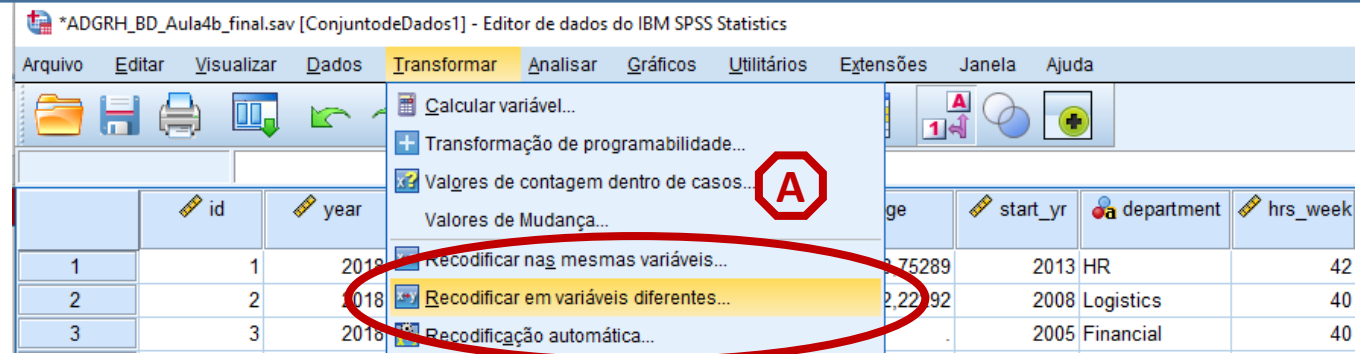 *ADGRH_BD_Aula4b_final.sav [ConjuntodeDados1] - Editor de dados do IBM SPSS Statistics
Arquivo Editar Visualizar Dados Transformar Analisar Gráficos Utilitários Extensões Janela Ajuda
Calcular variável...
Transformação de programabilidade...
Valores de contagem dentro de casos...
A
Valores de Mudança...
Recodificar nas mesmas variáveis...
Recodificar em variáveis diferentes...
Recodificação automática...
A
1
id year ge start_yr department hrs_week
1 1 2018 ,75289 2013 HR 42
2 2 2018 2,22292 2008 Logistics 40
3 3 2018 . 2005 Financial 40